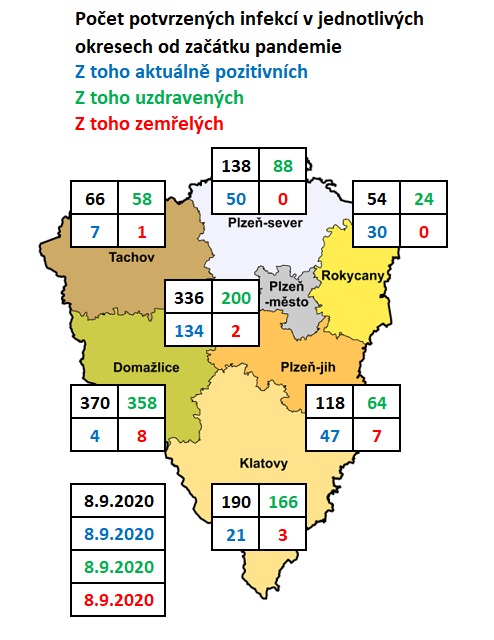 Počet potvrzených infekcí v jednotlivých
okresech od začátku pandemie
Z toho aktuálně pozitivních
Z toho uzdravených
Z toho zemřelých
138 88
50 0
Plzeň-sever
66 58
7 1
Tachov
54 24
30 0
Rokycany
336 200
134 2
Plzeň
-město
Domažlice
370 358
4 8
Plzeň-jih
118 64
47 7
Klatovy
190 166
21 3
8.9.2020
8.9.2020
8.9.2020
8.9.2020